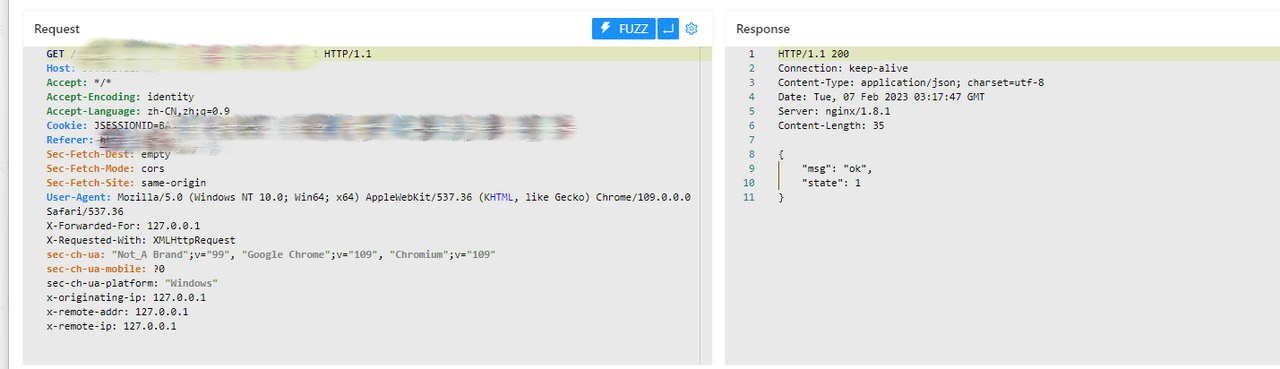 Request
FUZZ
GET / HTTP/1.1
Host:
Accept: */*
Accept-Encoding: identity
Accept-Language: zh-CN,zh;q=0.9
Cookie: JSESSIONID=
Referer:
Sec-Fetch-Dest: empty
Sec-Fetch-Mode: cors
Sec-Fetch-Site: same-origin
User-Agent: Mozilla/5.0 (Windows NT 10.0; Win64; x64) AppleWebKit/537.36 (KHTML, like Gecko) Chrome/109.0.0.0
Safari/537.36
X-Forwarded-For: 127.0.0.1
X-Requested-With: XMLHttpRequest
sec-ch-ua: "Not_A Brand";v="99", "Google Chrome";v="109", "Chromium";v="109"
sec-ch-ua-mobile: ?0
sec-ch-ua-platform: "Windows"
x-originating-ip: 127.0.0.1
x-remote-addr: 127.0.0.1
x-remote-ip: 127.0.0.1
Response
1 HTTP/1.1 200
2 Connection: keep-alive
3 Content-Type: application/json; charset=utf-8
4 Date: Tue, 07 Feb 2023 03:17:47 GMT
5 Server: nginx/1.8.1
6 Content-Length: 35
7
8 {
9 "msg": "ok",
10 "state": 1
11 }